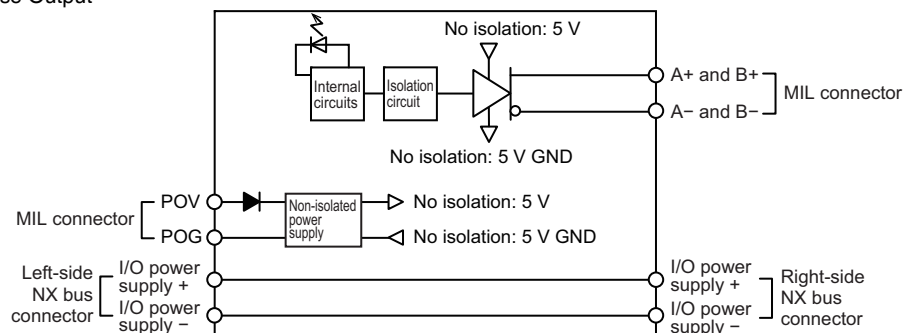 Output
No isolation: 5 V
Internal circuits
Isolation circuit
A+ and B+
A− and B−
MIL connector
No isolation: 5 V GND
MIL connector
POV
POG
Non-isolated power supply
No isolation: 5 V
No isolation: 5 V GND
Left-side NX bus connector
I/O power supply +
I/O power supply −
I/O power supply +
I/O power supply −
Right-side NX bus connector